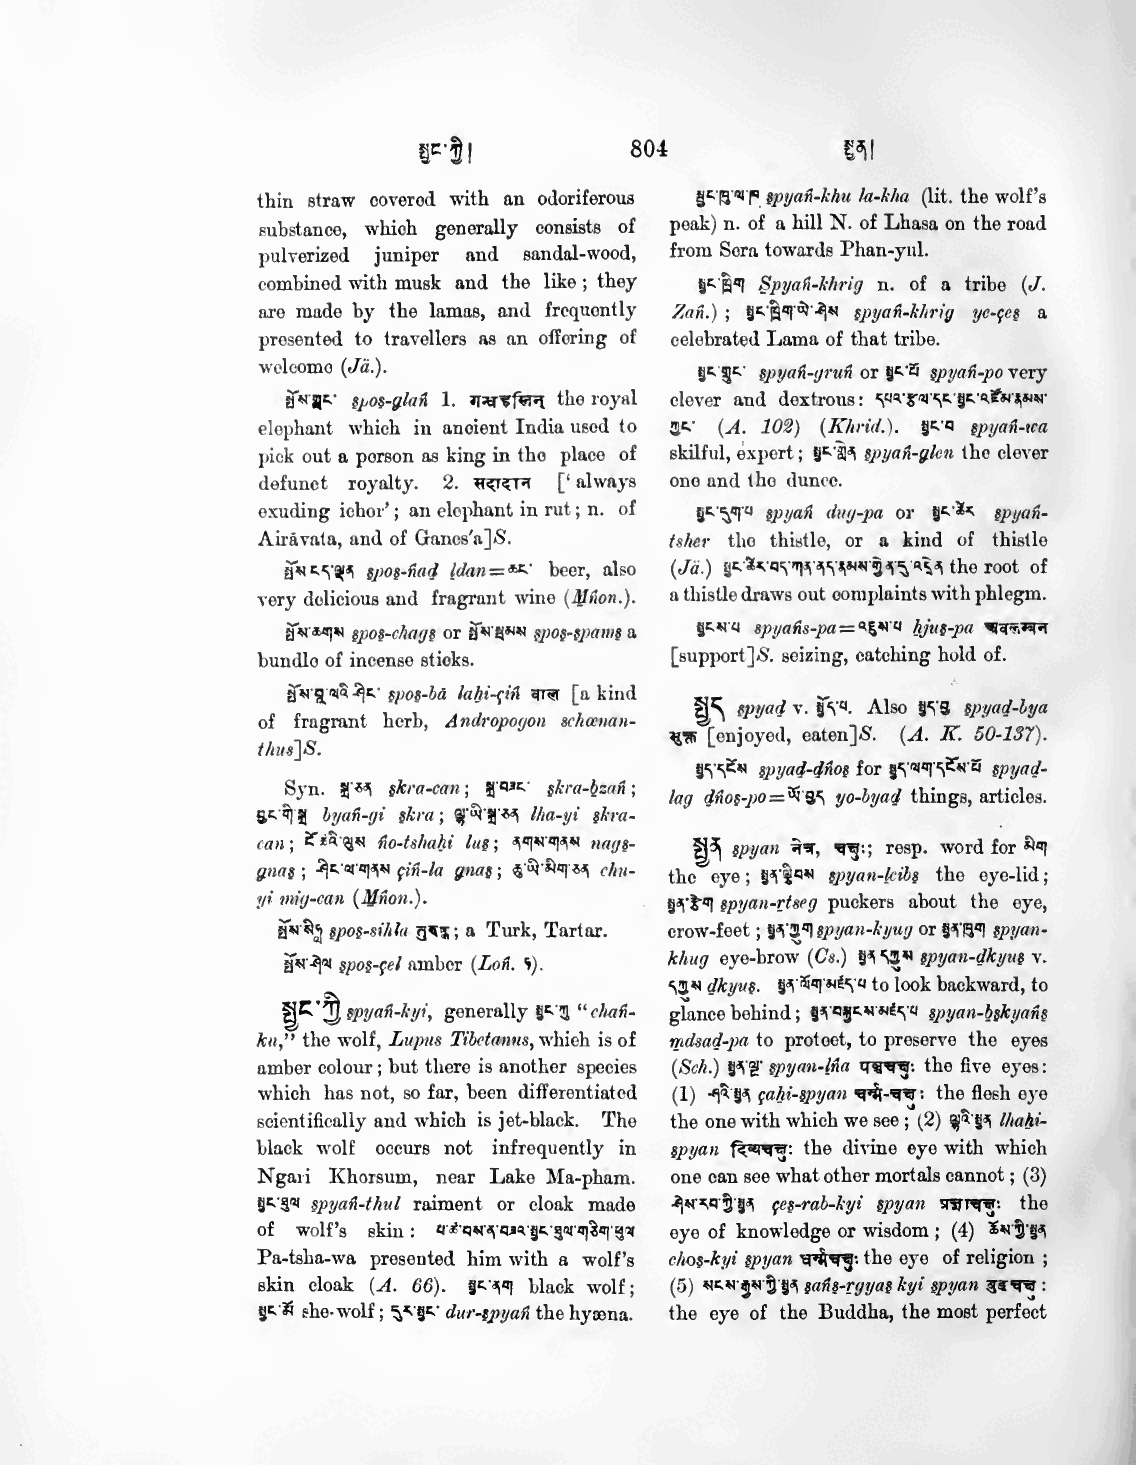 སྤྱང་ཀྱི།
804
སྤྱན།
thin straw covered with an odoriferous
substance, which generally consists of
pulverized juniper and sandal-wood,
combined with musk and the like; they
are made by the lamas, and frequently
presented to travellers as an offering of
welcome (Jä.).
སྤོས་གླང་ spos-glañ 1. गन्धहस्तिन् the royal
elephant which in ancient India used to
pick out a person as king in the place of
defunct royalty. 2. सदादान [‘always
exuding ichor’; an elephant in rut; n. of
Airāvata, and of Ganes'a]S.
སྤོས་ངད་ལྡན spos-ñad ldan=ཆང་ beer, also
very delicious and fragrant wine (Mñon.).
སྤོས་ཆགས spos-chags or སྤོས་སྤམས spos-spams a
bundle of incense sticks.
སྤོས་བཱ་ལའི་ཤིང་ spos-bā laḥi-çiñ बाल [a kind
of fragrant herb, Andropogon schœnan-
thus]S.
Syn. སྐྲ་ཅན skra-can; སྐྲ་བཟང་ skra-bzañ;
བྱང་གི་སྐྲ byañ-gi skra; ལྷ་ཡི་སྐྲ་ཅན lha-yi skra-
can; ངོ་ཚའི་ལུས ño-tshaḥi lus; ནགས་གནས nags-
gnas; ཤིང་ལ་གནས çiñ-la gnas; ཆུ་ཡི་མིག་ཅན chu-
yi mig-can (Mñon.).
སྤོས་སིཧླ spos-sihla तुरुष्क; a Turk, Tartar.
སྤོས་ཤེལ spos-çel amber (Loñ. ༥).
སྤྱང་ཀྱི spyañ-kyi, generally སྤྱང་ཀུ “chañ-
ku,” the wolf, Lupus Tibetanus, which is of
amber colour; but there is another species
which has not, so far, been differentiated
scientifically and which is jet-black. The
black wolf occurs not infrequently in
Ngari Khorsum, near Lake Ma-pham.
སྤྱང་ཐུལ spyañ-thul raiment or cloak made
of wolf's skin: པ་ཚ་བས་ན་བཟར་སྤྱང་ཐུལ་གཅིག་ཕུལ
Pa-tsha-wa presented him with a wolf's
skin cloak (A. 66). སྤྱང་ནག black wolf;
སྤྱང་མོ she-wolf; དུར་སྤྱང་ dur-spyañ the hyæna.
སྤྱང་ཁུ་ལ་ཁ spyañ-khu la-kha (lit. the wolf's
peak) n. of a hill N. of Lhasa on the road
from Sera towards Phan-yul.
སྤྱང་ཁྲིག Spyañ-khrig n. of a tribe (J.
Zañ.); སྤྱང་ཁྲིག་ཡེ་ཤེས spyañ-khrig ye-çes a
celebrated Lama of that tribe.
སྤྱང་གྲུང་ spyañ-gruñ or སྤྱང་པོ spyañ-po very
clever and dextrous: དཔར་རྩལ་དང་སྤྱང་འཛོམ་རྣམས་
ཀྱང་ (A. 102) (Khrid.). སྤྱང་བ spyañ-wa
skilful, expert; སྤྱང་གླེན spyañ-glen the clever
one and the dunce.
སྤྱང་དུག་པ spyañ dug-pa or སྤྱང་ཚེར spyañ-
tsher the thistle, or a kind of thistle
(Jä.) སྤྱང་ཚེར་བད་ཀན་ནད་རྣམས་ཀྱེན་དུ་འདྲེན the root of
a thistle draws out complaints with phlegm.
སྤྱངས་པ spyañs-pa=འཇུས་པ ḥjus-pa अवलम्बन
[support]S. seizing, catching hold of.
སྤྱད spyad v. སྤྱོད་པ. Also སྤྱད་བྱ spyad-bya
भुक्त [enjoyed, eaten]S. (A. K. 50-137).
སྤྱད་དངོས spyad-dños for སྤྱད་ལག་དངོས་པོ spyad-
lag dños-po=ཡོ་བྱད yo-byad things, articles.
སྤྱན spyan नेत्र, चक्षुः; resp. word for མིག
the eye; སྤྱན་ལྕིབས spyan-lcibs the eye-lid;
སྤྱན་རྩེག spyan-rtseg puckers about the eye,
crow-feet; སྤྱན་ཀྱུག spyan-kyug or སྤྱན་ཁུག spyan-
khug eye-brow (Cs.) སྤྱན་དཀྱུས spyan-dkyus v.
དཀྱུས dkyus. སྤྱན་ལོག་མཛད་པ to look backward, to
glance behind; སྤྱན་བསྐྱངས་མཛད་པ spyan-bskyañs
mdsad-pa to protect, to preserve the eyes
(Sch.) སྤྱན་ལྔ་ spyan-lña पञ्चचक्षुः the five eyes:
(1) ཤའི་སྤྱན çaḥi-spyan चर्म्म-चक्षुः the flesh eye
the one with which we see; (2) ལྷའི་སྤྱན lhaḥi-
spyan दिव्यचक्षुः the divine eye with which
one can see what other mortals cannot; (3)
ཤེས་རབ་ཀྱི་སྤྱན çes-rab-kyi spyan प्रज्ञाचक्षुः the
eye of knowledge or wisdom; (4) ཆོས་ཀྱི་སྤྱན
chos-kyi spyan धर्म्मचक्षुः the eye of religion;
(5) སངས་རྒྱས་ཀྱི་སྤྱན sañs-rgyas kyi spyan बुद्धचक्षुः
the eye of the Buddha, the most perfect